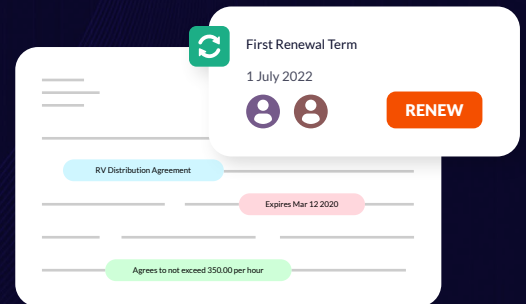 First Renewal Term
1 July 2022
RENEW
RV Distribution Agreement
Expires Mar 12 2020
Agrees to not exceed 350.00 per hour